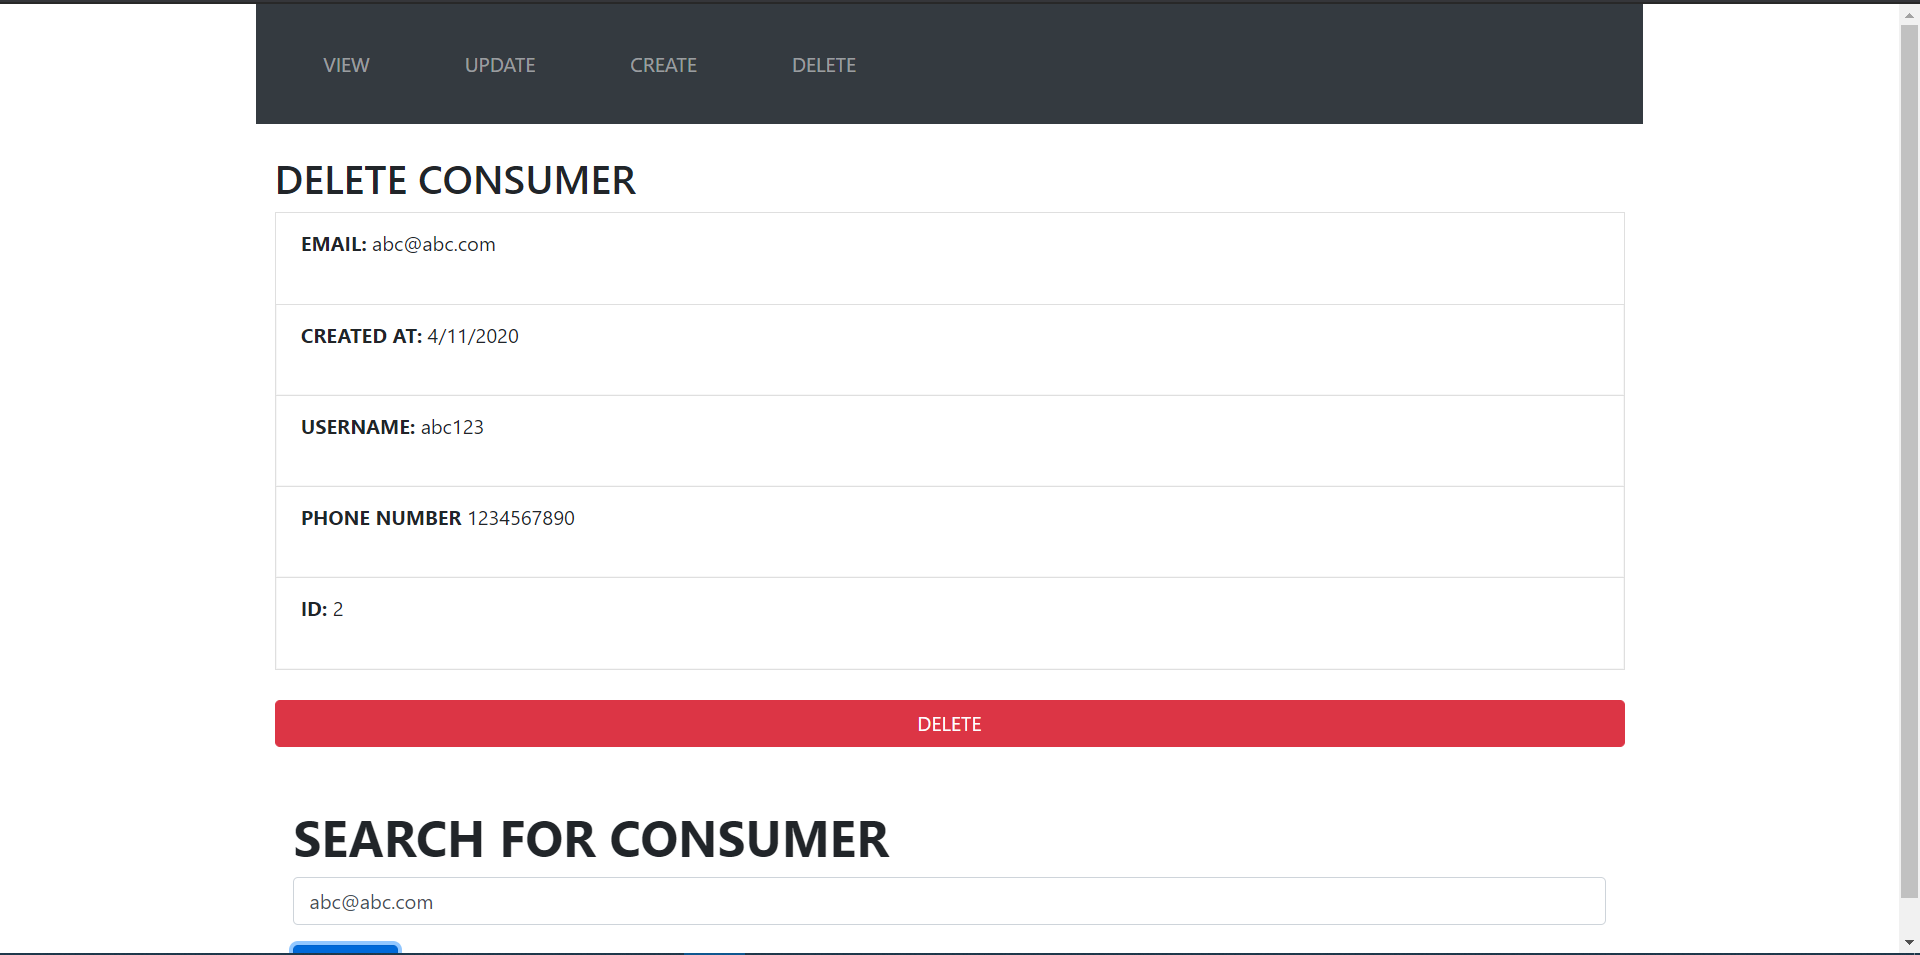 VIEW UPDATE CREATE DELETE
DELETE CONSUMER
EMAIL: abc@abc.com
CREATED AT: 4/11/2020
USERNAME: abc123
PHONE NUMBER 1234567890
ID: 2
DELETE
SEARCH FOR CONSUMER
abc@abc.com